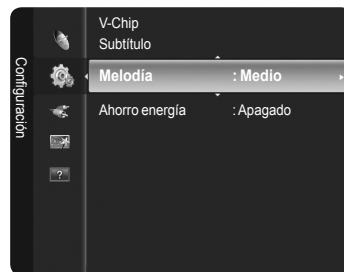 Configuración
V-Chip
Subtítulo
Melodía : Medio
Ahorro energía : Apagado
?